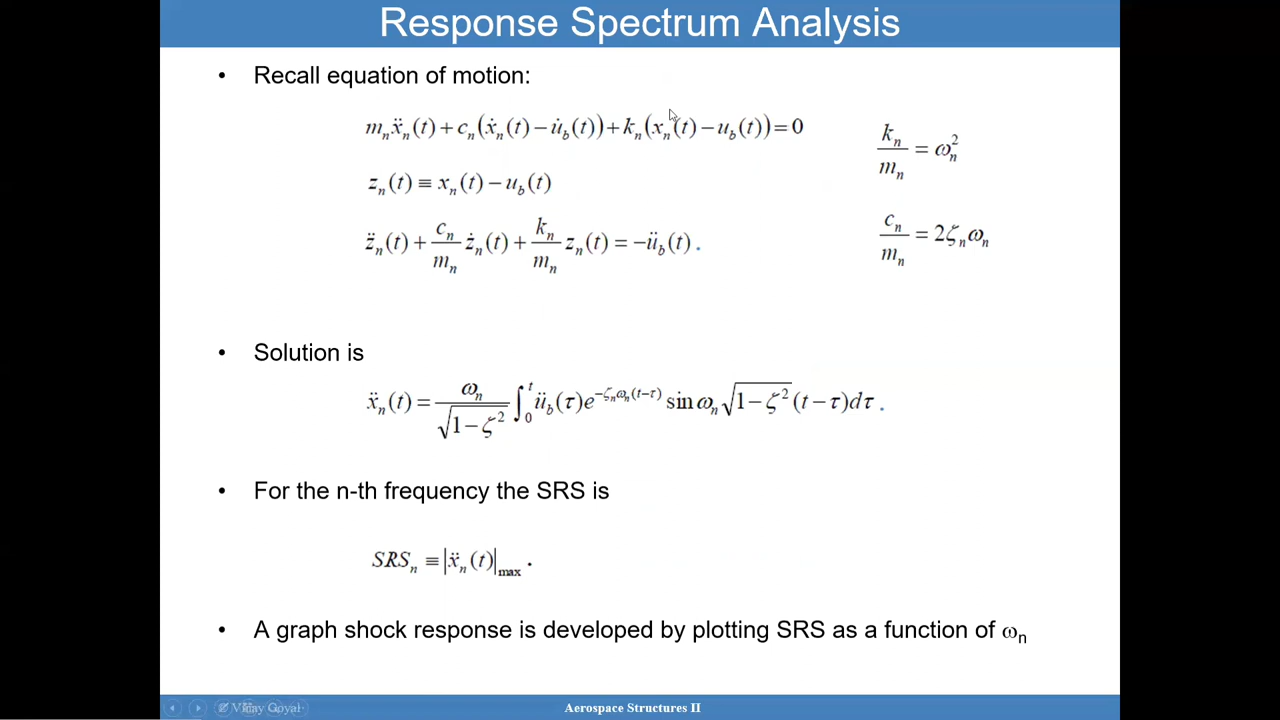 Response Spectrum Analysis
• Recall equation of motion:
mₙẍₙ(t) + cₙ(ẋₙ(t) − u̇_b(t)) + kₙ(xₙ(t) − u_b(t)) = 0
kₙ/mₙ = ωₙ²
zₙ(t) ≡ xₙ(t) − u_b(t)
cₙ/mₙ = 2ζₙωₙ
z̈ₙ(t) + cₙ/mₙ żₙ(t) + kₙ/mₙ zₙ(t) = −ü_b(t) .
• Solution is
ẍₙ(t) = ωₙ/√(1−ζ²) ∫₀ᵗ ü_b(τ)e^(−ζₙωₙ(t−τ)) sin ωₙ√(1−ζ²)(t−τ)dτ .
• For the n-th frequency the SRS is
SRSₙ ≡ |ẍₙ(t)|max .
• A graph shock response is developed by plotting SRS as a function of ωₙ
Vijay Goyal
Aerospace Structures II